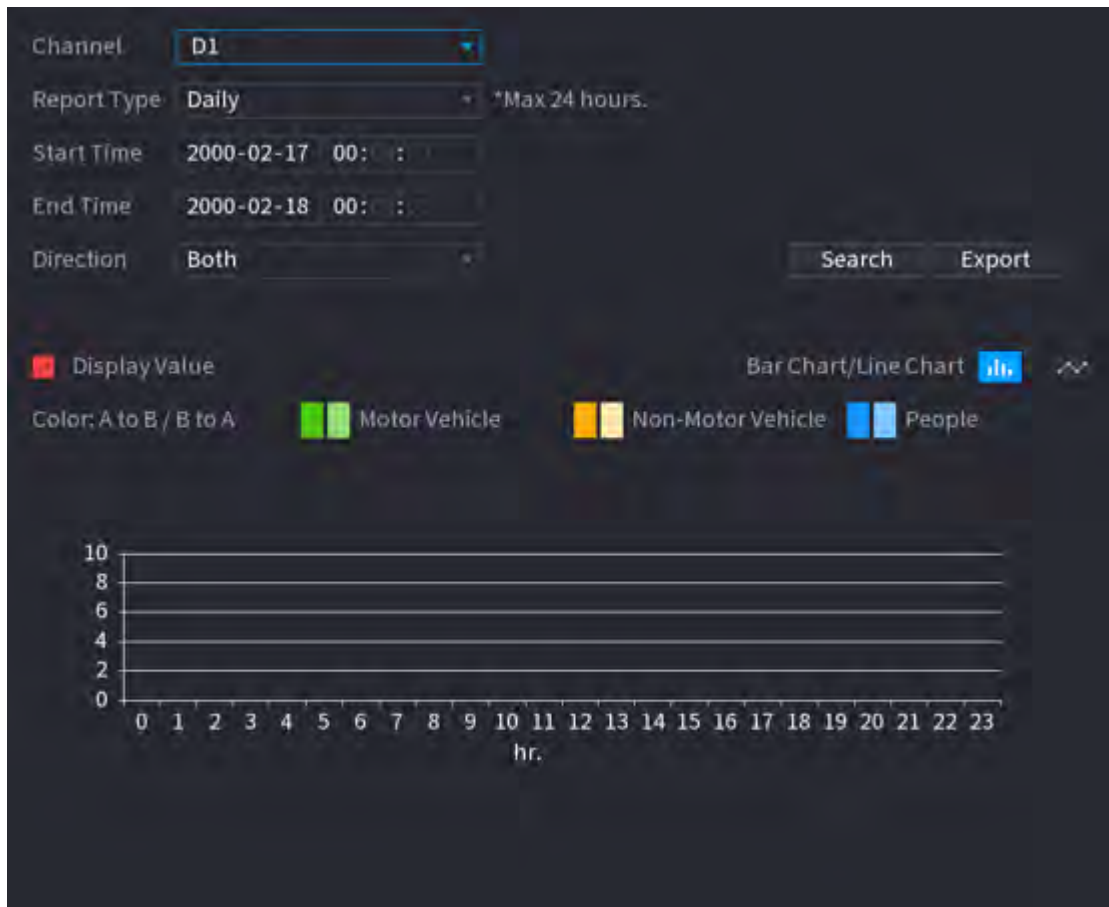 Channel D1
Report Type Daily *Max 24 hours.
Start Time 2000-02-17 00: :
End Time 2000-02-18 00: :
Direction Both Search Export
Display Value Bar Chart/Line Chart
Color: A to B / B to A Motor Vehicle Non-Motor Vehicle People
10
8
6
4
2
0
0 1 2 3 4 5 6 7 8 9 10 11 12 13 14 15 16 17 18 19 20 21 22 23
hr.